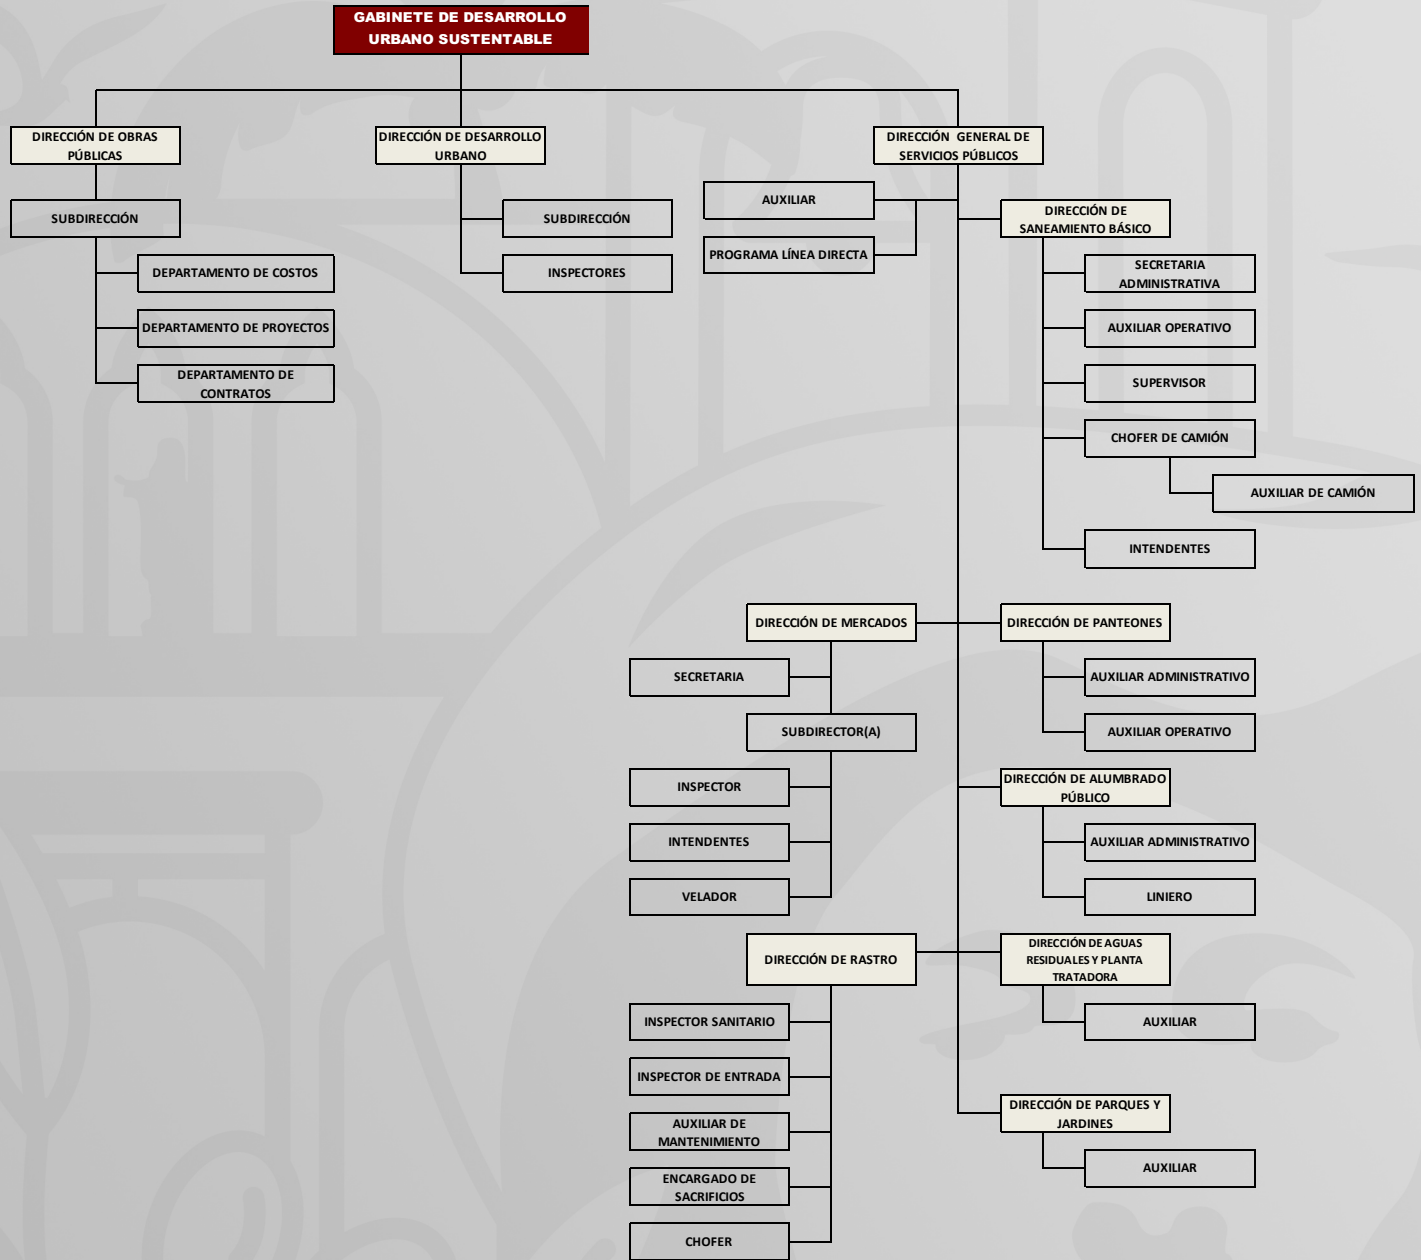 GABINETE DE DESARROLLO
URBANO SUSTENTABLE
DIRECCIÓN DE OBRAS
PÚBLICAS
SUBDIRECCIÓN
DEPARTAMENTO DE COSTOS
DEPARTAMENTO DE PROYECTOS
DEPARTAMENTO DE
CONTRATOS
DIRECCIÓN DE DESARROLLO
URBANO
SUBDIRECCIÓN
INSPECTORES
DIRECCIÓN GENERAL DE
SERVICIOS PÚBLICOS
AUXILIAR
PROGRAMA LÍNEA DIRECTA
DIRECCIÓN DE
SANEAMIENTO BÁSICO
SECRETARIA
ADMINISTRATIVA
AUXILIAR OPERATIVO
SUPERVISOR
CHOFER DE CAMIÓN
AUXILIAR DE CAMIÓN
INTENDENTES
DIRECCIÓN DE MERCADOS
SECRETARIA
SUBDIRECTOR(A)
INSPECTOR
INTENDENTES
VELADOR
DIRECCIÓN DE PANTEONES
AUXILIAR ADMINISTRATIVO
AUXILIAR OPERATIVO
DIRECCIÓN DE ALUMBRADO
PÚBLICO
AUXILIAR ADMINISTRATIVO
LINIERO
DIRECCIÓN DE RASTRO
INSPECTOR SANITARIO
INSPECTOR DE ENTRADA
AUXILIAR DE
MANTENIMIENTO
ENCARGADO DE
SACRIFICIOS
CHOFER
DIRECCIÓN DE AGUAS
RESIDUALES Y PLANTA
TRATADORA
AUXILIAR
DIRECCIÓN DE PARQUES Y
JARDINES
AUXILIAR